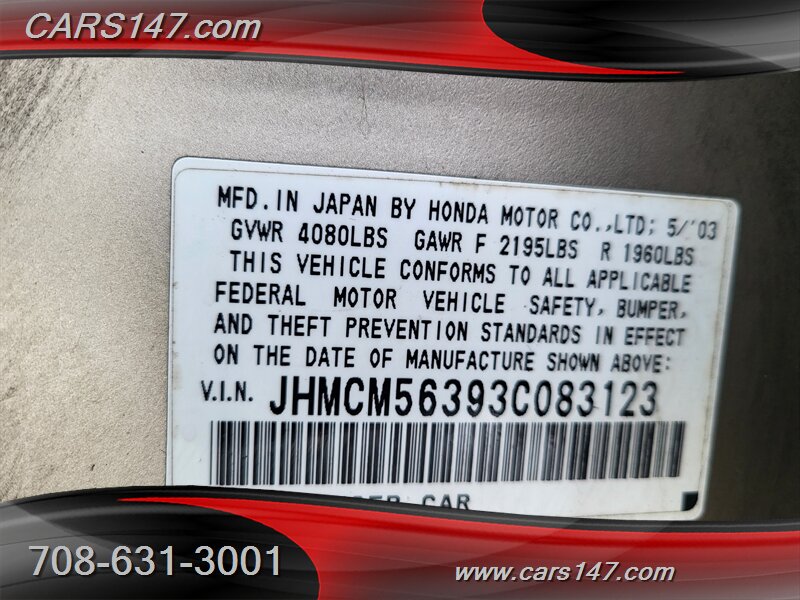 CARS147.com
MFD. IN JAPAN BY HONDA MOTOR CO.,LTD; 5/'03
GVWR 4080LBS GAWR F 2195LBS R 1960LBS
THIS VEHICLE CONFORMS TO ALL APPLICABLE
FEDERAL MOTOR VEHICLE SAFETY, BUMPER,
AND THEFT PREVENTION STANDARDS IN EFFECT
ON THE DATE OF MANUFACTURE SHOWN ABOVE:
V.I.N. JHMCM56393C083123
CAR
708-631-3001
www.cars147.com